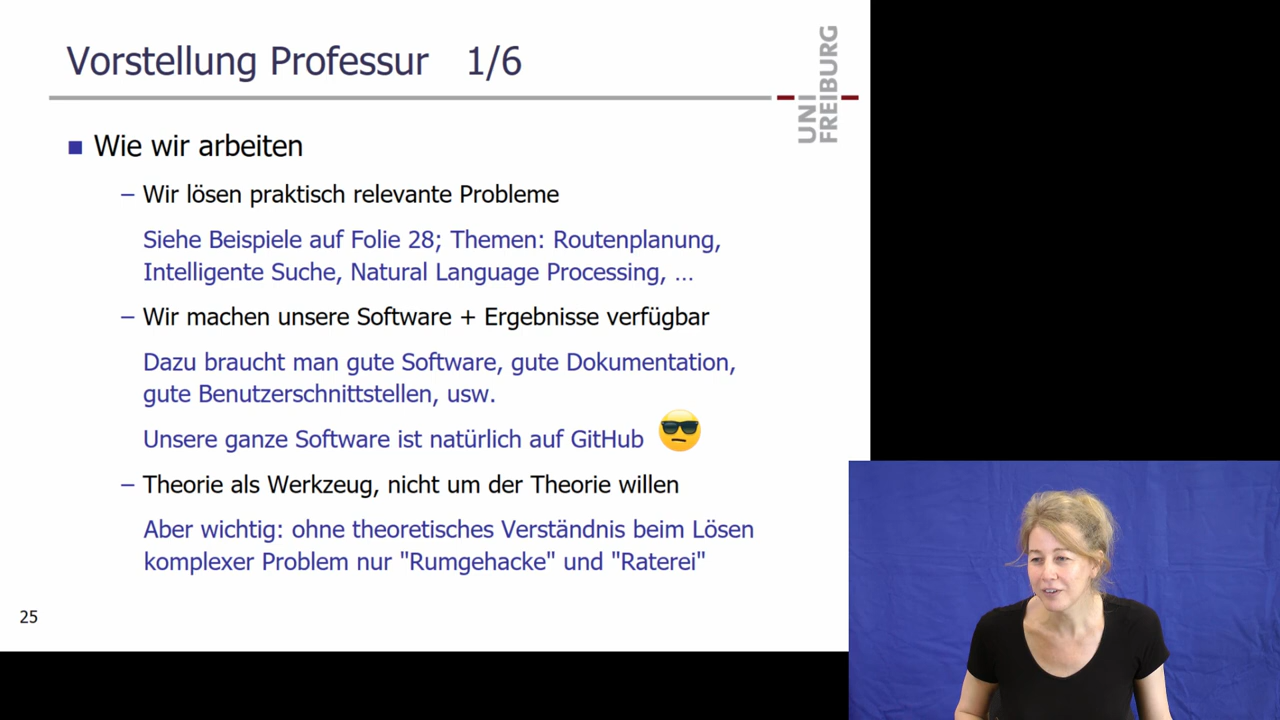 Vorstellung Professur 1/6
UNI
FREIBURG
Wie wir arbeiten
– Wir lösen praktisch relevante Probleme
Siehe Beispiele auf Folie 28; Themen: Routenplanung,
Intelligente Suche, Natural Language Processing, …
– Wir machen unsere Software + Ergebnisse verfügbar
Dazu braucht man gute Software, gute Dokumentation,
gute Benutzerschnittstellen, usw.
Unsere ganze Software ist natürlich auf GitHub
– Theorie als Werkzeug, nicht um der Theorie willen
Aber wichtig: ohne theoretisches Verständnis beim Lösen
komplexer Problem nur "Rumgehacke" und "Raterei"
25